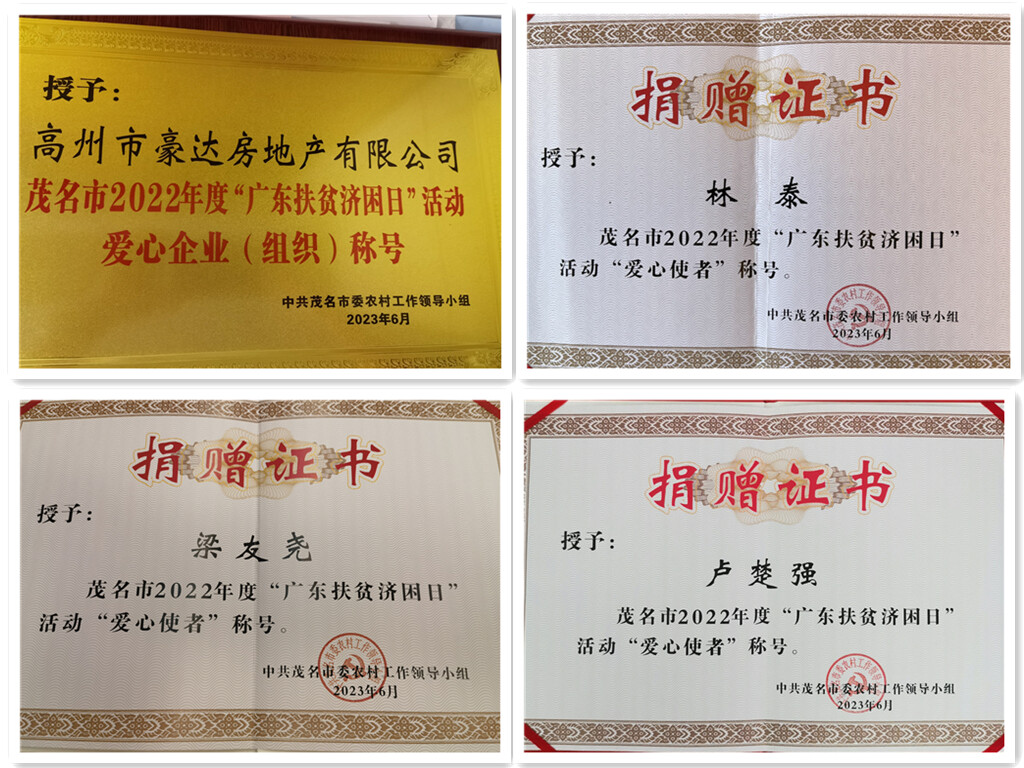 授予：
高州市豪达房地产有限公司
茂名市2022年度“广东扶贫济困日”活动
爱心企业（组织）称号
中共茂名市委农村工作领导小组
2023年6月
捐赠证书
授予：
林 泰
茂名市2022年度“广东扶贫济困日”
活动“爱心使者”称号。
中共茂名市委农村工作领导小组
2023年6月
捐赠证书
授予：
梁友尧
茂名市2022年度“广东扶贫济困日”
活动“爱心使者”称号。
中共茂名市委农村工作领导小组
2023年6月
捐赠证书
授予：
卢楚强
茂名市2022年度“广东扶贫济困日”
活动“爱心使者”称号。
中共茂名市委农村工作领导小组
2023年6月